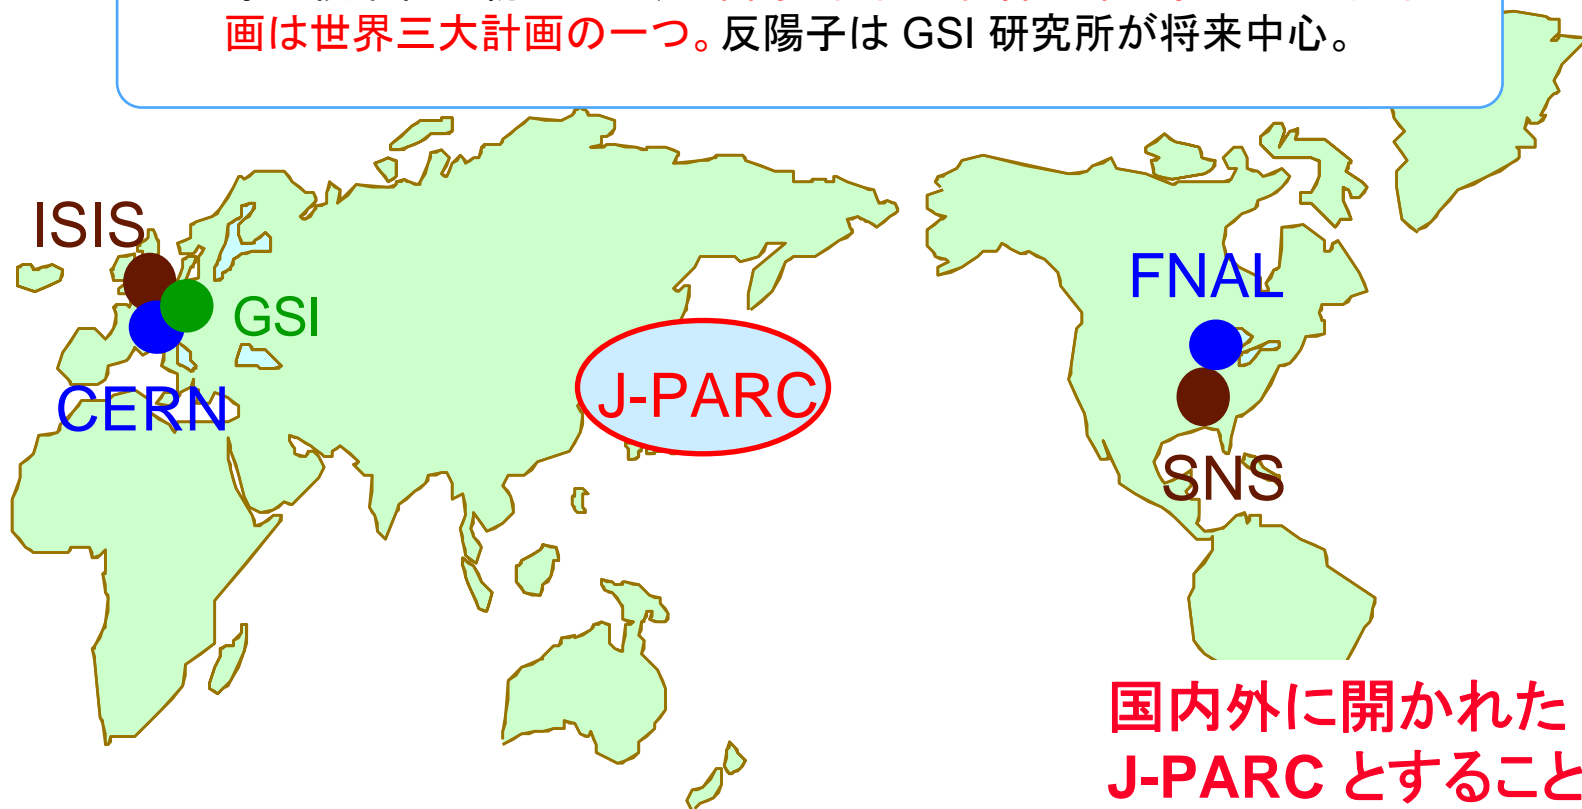 画は世界三大計画の一つ。反陽子は GSI 研究所が将来中心。
ISIS
GSI
CERN
J-PARC
FNAL
SNS
国内外に開かれた
J-PARC とすること